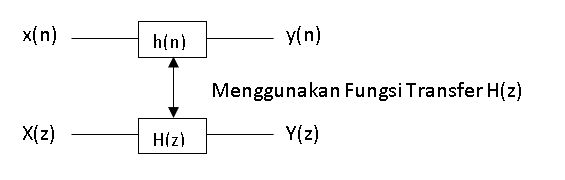 x(n) h(n) y(n)
Menggunakan Fungsi Transfer H(z)
X(z) H(z) Y(z)